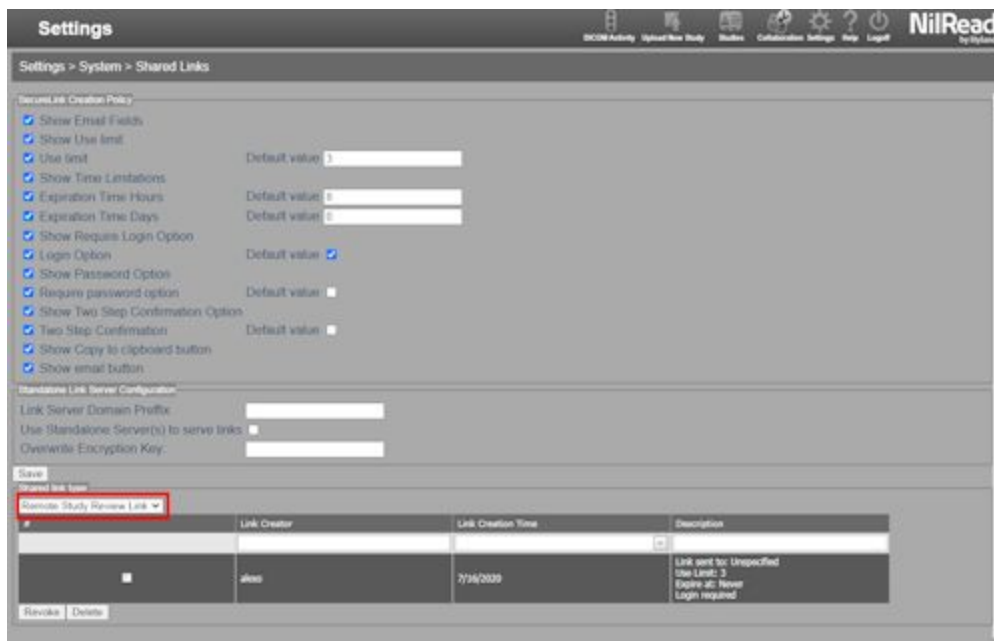 Settings
DICOM Activity Upload New Study Studies Collaboration Settings Help Logoff
NilRead
Settings > System > Shared Links
SecureLink Creation Policy
Show Email Fields
Show Use limit
Use limit Default value 3
Show Time Limitations
Expiration Time Hours Default value
Expiration Time Days Default value
Show Require Login Option
Login Option Default value
Show Password Option
Require password option Default value
Show Two Step Confirmation Option
Two Step Confirmation Default value
Show Copy to clipboard button
Show email button
Standalone Link Server Configuration
Link Server Domain Preffix
Use Standalone Server(s) to serve links
Overwrite Encryption Key:
Save
Shared link type
Remote Study Review Link
# Link Creator Link Creation Time Description
7/16/2020
Link sent to: Unspecified
Use Limit: 3
Expire at: Never
Login required
Revoke Delete